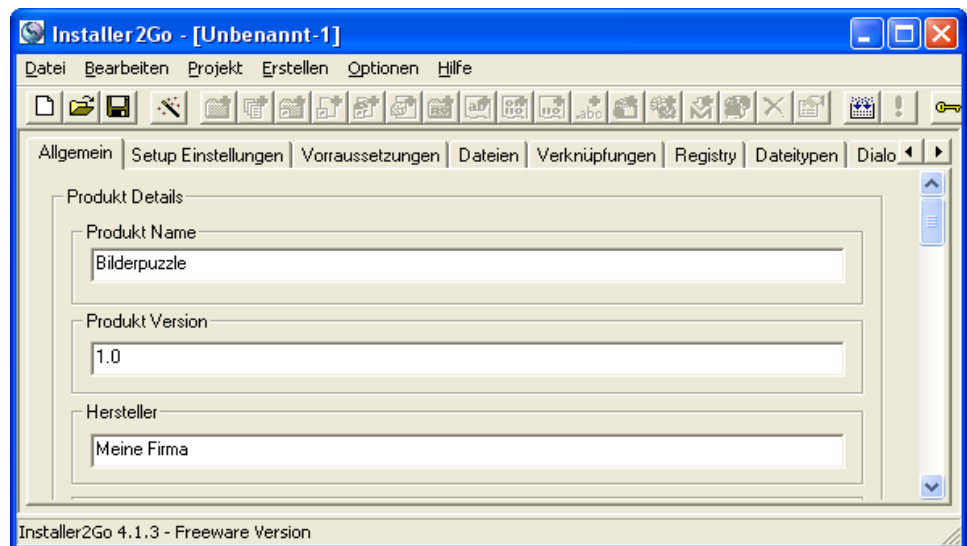 Installer2Go - [Unbenannt-1]
Datei Bearbeiten Projekt Erstellen Optionen Hilfe
Allgemein Setup Einstellungen Vorraussetzungen Dateien Verknüpfungen Registry Dateitypen Dialo
Produkt Details
Produkt Name
Bilderpuzzle
Produkt Version
1.0
Hersteller
Meine Firma
Installer2Go 4.1.3 - Freeware Version